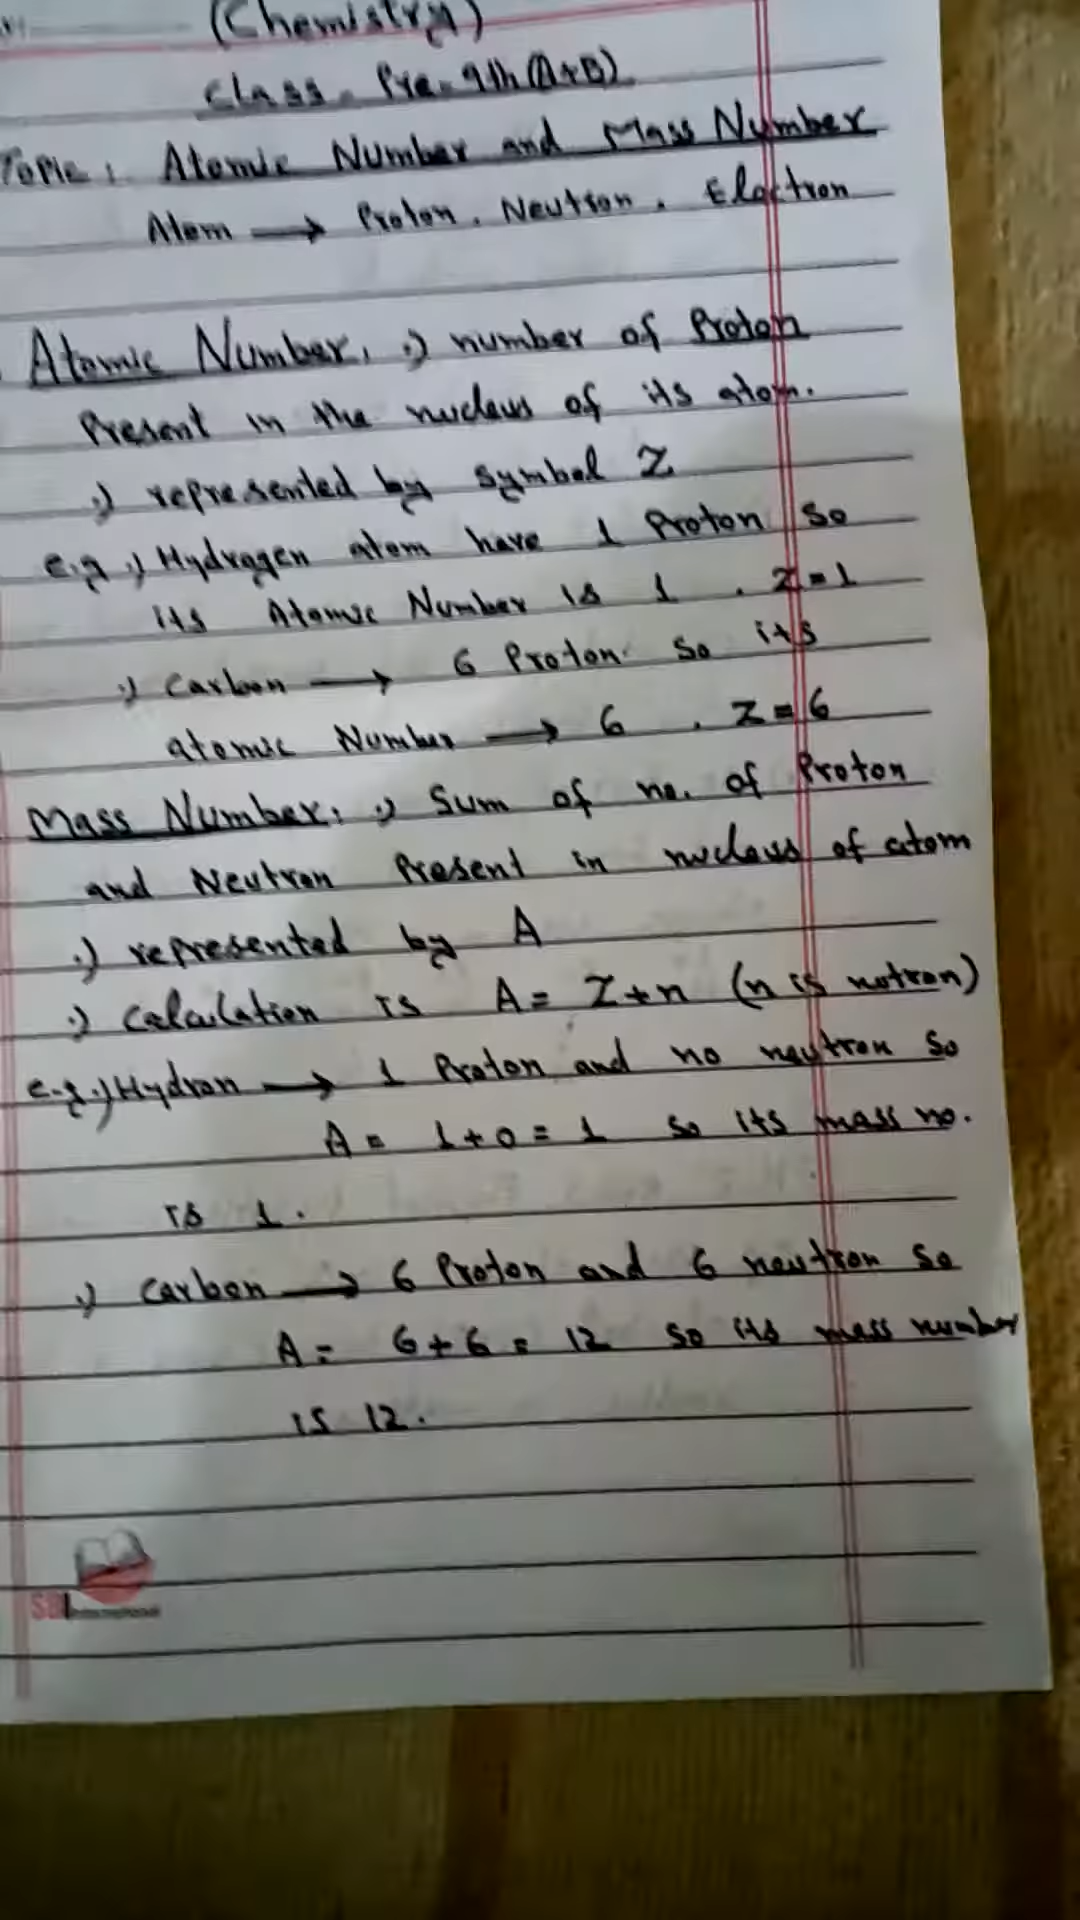 (Chemistry)
Class - Pre-9th (A+B)
Topic: Atomic Number and Mass Number
Atom → Proton, Neutron, Electron
Atomic Number: .) number of Proton
Present in the nucleus of its atom.
.) represented by symbol Z
e.g .) Hydrogen atom have 1 Proton so
its Atomic Number is 1 . Z=1
.) Carbon → 6 Proton so its
atomic Number → 6 , Z=6
Mass Number: .) Sum of no. of Proton
and Neutron Present in nucleus of atom
.) represented by A
.) Calculation is A= Z+n (n is notron)
e.g.) Hydron → 1 Proton and no neutron so
A = 1+0=1 so its mass no.
is 1.
.) Carbon → 6 Proton and 6 neutron so
A= 6+6=12 so its mass number
is 12.